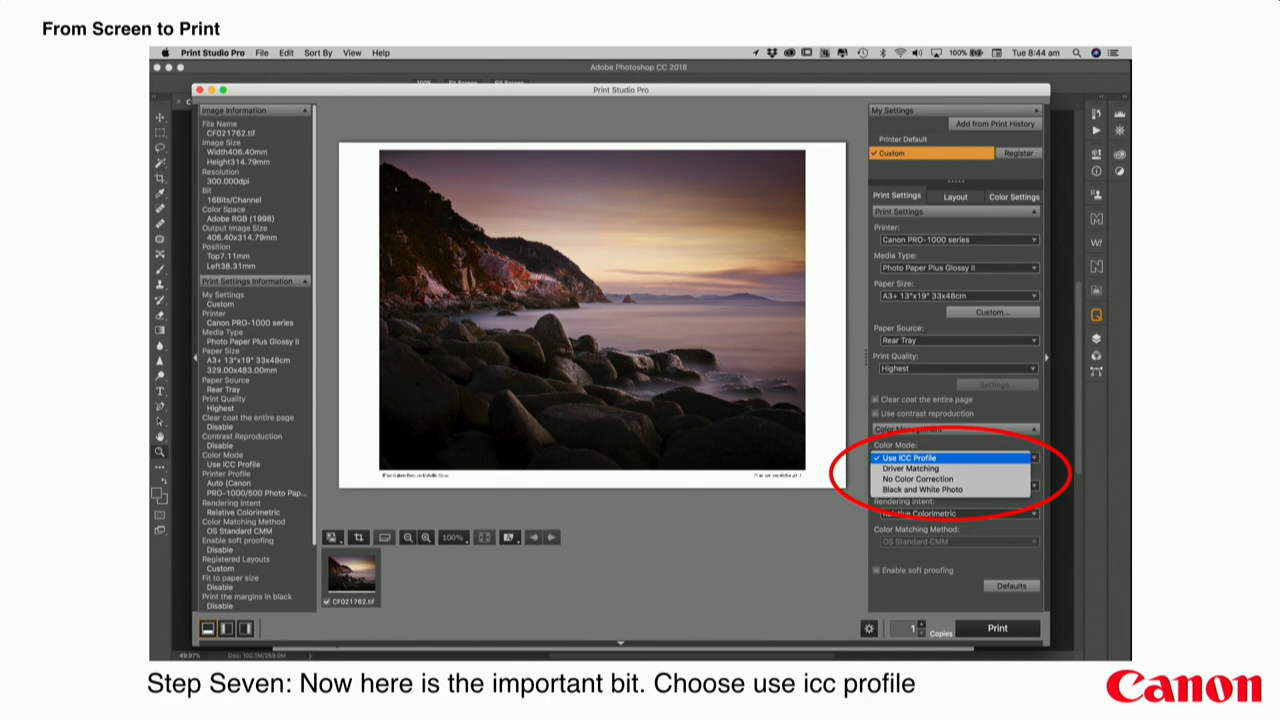 From Screen to Print
Print Studio Pro File Edit Sort By View Help
100% Tue 8:44 am
Adobe Photoshop CC 2018
Print Studio Pro
Image Information
File Name
CF021762.tif
Image Size
Width406.40mm
Height314.79mm
Resolution
300.000dpi
Bit
16Bits/Channel
Color Space
Adobe RGB (1998)
Output Image Size
406.40x314.79mm
Position
Top7.11mm
Left38.31mm
Print Settings Information
My Settings
Custom
Printer
Canon PRO-1000 series
Media Type
Photo Paper Plus Glossy II
Paper Size
A3+ 13"x19" 33x48cm
329.00x483.00mm
Paper Source
Rear Tray
Print Quality
Highest
Clear coat the entire page
Disable
Contrast Reproduction
Disable
Color Mode
Use ICC Profile
Printer Profile
Auto (Canon
PRO-1000/500 Photo Pap...
Rendering Intent
Relative Colorimetric
Color Matching Method
OS Standard CMM
Enable soft proofing
Disable
Registered Layouts
Custom
Fit to paper size
Disable
Print the margins in black
Disable
100%
CF021762.tif
My Settings
Add from Print History
Printer Default
Custom Register
Print Settings Layout Color Settings
Print Settings
Printer:
Canon PRO-1000 series
Media Type:
Photo Paper Plus Glossy II
Paper Size:
A3+ 13"x19" 33x48cm
Custom...
Paper Source:
Rear Tray
Print Quality:
Highest
Settings...
Clear coat the entire page
Use contrast reproduction
Color Management
Color Mode:
Use ICC Profile
Driver Matching
No Color Correction
Black and White Photo
Rendering Intent:
Relative Colorimetric
Color Matching Method:
OS Standard CMM
Enable soft proofing
Defaults
1 Copies Print
49.97%
Step Seven: Now here is the important bit. Choose use icc profile
Canon